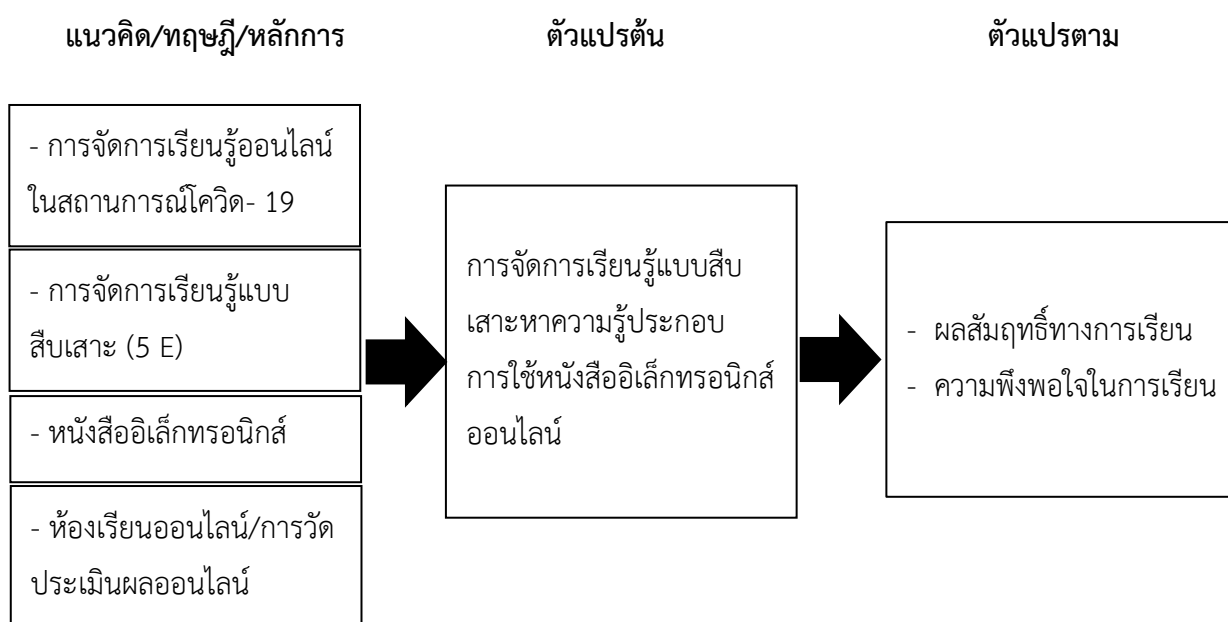 แนวคิด/ทฤษฎี/หลักการ
ตัวแปรต้น
ตัวแปรตาม
- การจัดการเรียนรู้ออนไลน์
ในสถานการณ์โควิด- 19
- การจัดการเรียนรู้แบบ
สืบเสาะ (5 E)
- หนังสืออิเล็กทรอนิกส์
- ห้องเรียนออนไลน์/การวัด
ประเมินผลออนไลน์
การจัดการเรียนรู้แบบสืบ
เสาะหาความรู้ประกอบ
การใช้หนังสืออิเล็กทรอนิกส์
ออนไลน์
- ผลสัมฤทธิ์ทางการเรียน
- ความพึงพอใจในการเรียน